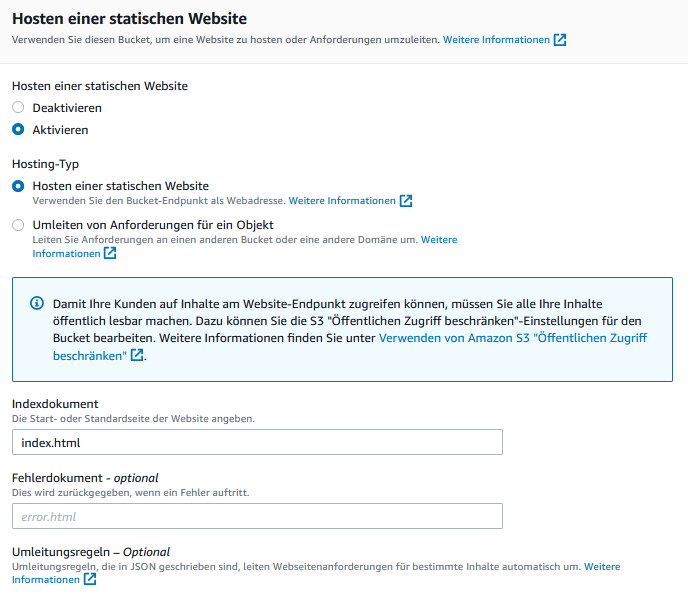 Hosten einer statischen Website
Verwenden Sie diesen Bucket, um eine Website zu hosten oder Anforderungen umzuleiten. Weitere Informationen
Hosten einer statischen Website
Deaktivieren
Aktivieren
Hosting-Typ
Hosten einer statischen Website
Verwenden Sie den Bucket-Endpunkt als Webadresse. Weitere Informationen
Umleiten von Anforderungen für ein Objekt
Leiten Sie Anforderungen an einen anderen Bucket oder eine andere Domäne um. Weitere
Informationen
Damit Ihre Kunden auf Inhalte am Website-Endpunkt zugreifen können, müssen Sie alle Ihre Inhalte
öffentlich lesbar machen. Dazu können Sie die S3 "Öffentlichen Zugriff beschränken"-Einstellungen für den
Bucket bearbeiten. Weitere Informationen finden Sie unter Verwenden von Amazon S3 "Öffentlichen Zugriff
beschränken" .
Indexdokument
Die Start- oder Standardseite der Website angeben.
index.html
Fehlerdokument - optional
Dies wird zurückgegeben, wenn ein Fehler auftritt.
error.html
Umleitungsregeln – Optional
Umleitungsregeln, die in JSON geschrieben sind, leiten Webseitenanforderungen für bestimmte Inhalte automatisch um. Weitere
Informationen